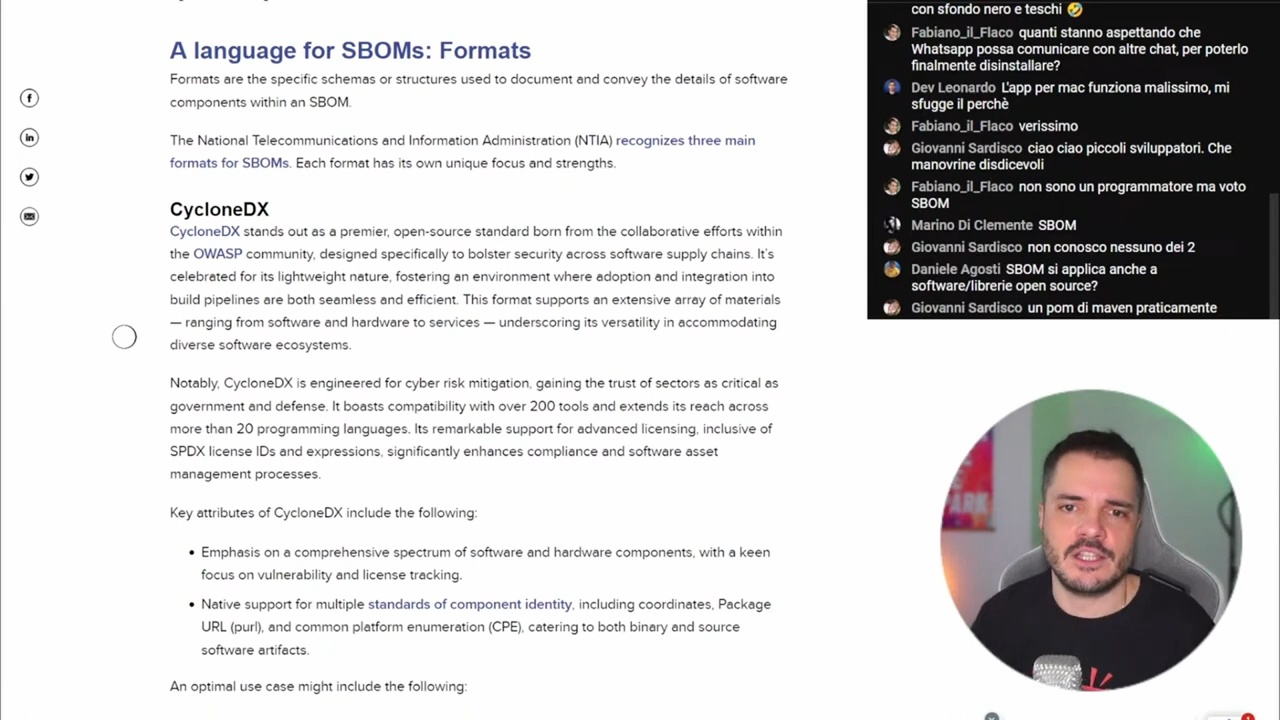 A language for SBOMs: Formats
Formats are the specific schemas or structures used to document and convey the details of software
components within an SBOM.
The National Telecommunications and Information Administration (NTIA) recognizes three main
formats for SBOMs. Each format has its own unique focus and strengths.
CycloneDX
CycloneDX stands out as a premier, open-source standard born from the collaborative efforts within
the OWASP community, designed specifically to bolster security across software supply chains. It's
celebrated for its lightweight nature, fostering an environment where adoption and integration into
build pipelines are both seamless and efficient. This format supports an extensive array of materials
— ranging from software and hardware to services — underscoring its versatility in accommodating
diverse software ecosystems.
Notably, CycloneDX is engineered for cyber risk mitigation, gaining the trust of sectors as critical as
government and defense. It boasts compatibility with over 200 tools and extends its reach across
more than 20 programming languages. Its remarkable support for advanced licensing, inclusive of
SPDX license IDs and expressions, significantly enhances compliance and software asset
management processes.
Key attributes of CycloneDX include the following:
• Emphasis on a comprehensive spectrum of software and hardware components, with a keen
focus on vulnerability and license tracking.
• Native support for multiple standards of component identity, including coordinates, Package
URL (purl), and common platform enumeration (CPE), catering to both binary and source
software artifacts.
An optimal use case might include the following:
con sfondo nero e teschi 🤣
Fabiano_il_Flaco quanti stanno aspettando che
Whatsapp possa comunicare con altre chat, per poterlo
finalmente disinstallare?
Dev Leonardo L'app per mac funziona malissimo, mi
sfugge il perchè
Fabiano_il_Flaco verissimo
Giovanni Sardisco ciao ciao piccoli sviluppatori. Che
manovrine disdicevoli
Fabiano_il_Flaco non sono un programmatore ma voto
SBOM
Marino Di Clemente SBOM
Giovanni Sardisco non conosco nessuno dei 2
Daniele Agosti SBOM si applica anche a
software/librerie open source?
Giovanni Sardisco un pom di maven praticamente